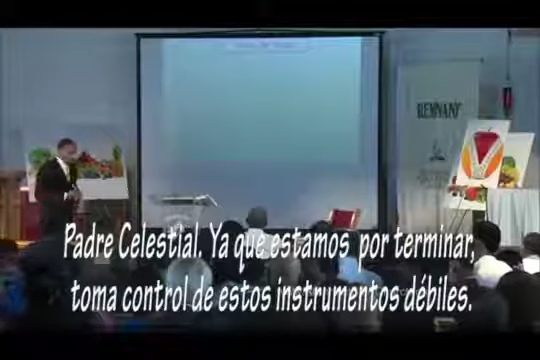 REMNANT
Padre Celestial. Ya que estamos por terminar,
toma control de estos instrumentos débiles.